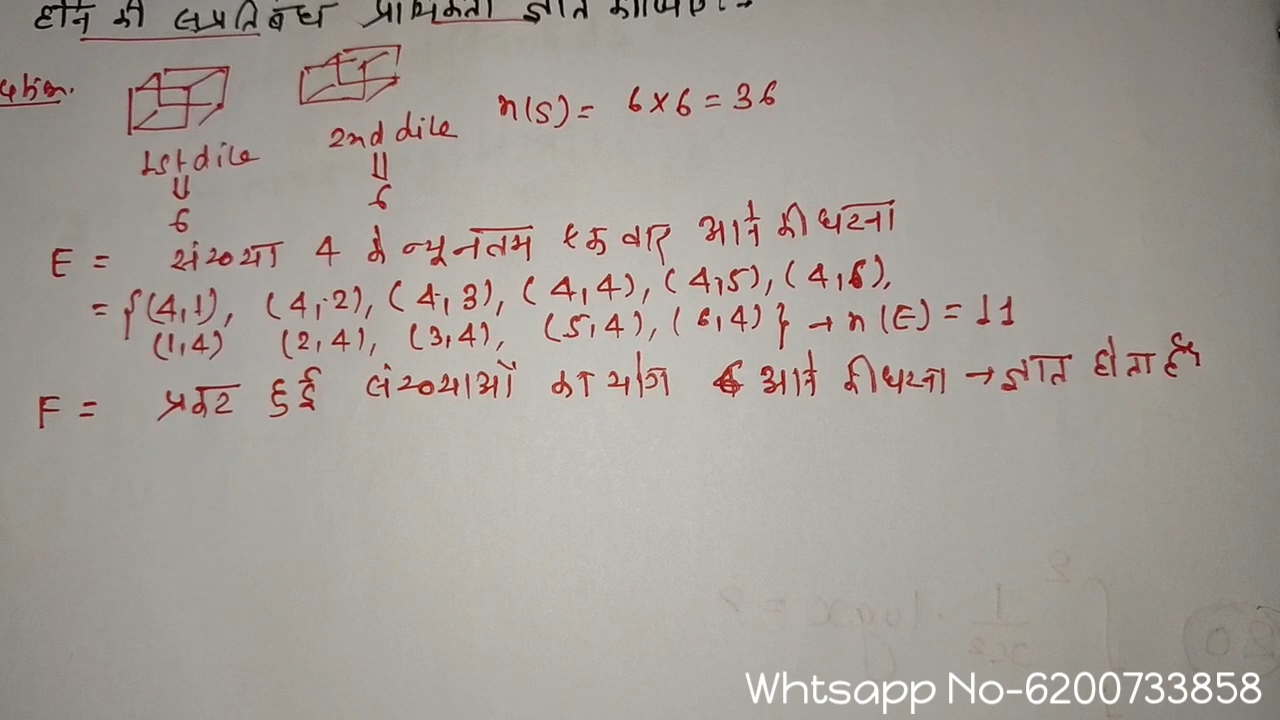 होने की सप्रतिबंध प्रायिकता ज्ञात कीजिए?
n(S) = 6×6 = 36
1st dice 2nd dice
⇓ ⇓
6 6
E = संख्या 4 के न्यूनतम एक बार आने की घटना
= {(4,1), (4,2), (4,3), (4,4), (4,5), (4,6),
(1,4) (2,4), (3,4), (5,4), (6,4)} → n(E) = 11
F = प्रकट हुई संख्याओं का योग 6 आने की घटना → ज्ञात होता है
Whtsapp No-6200733858